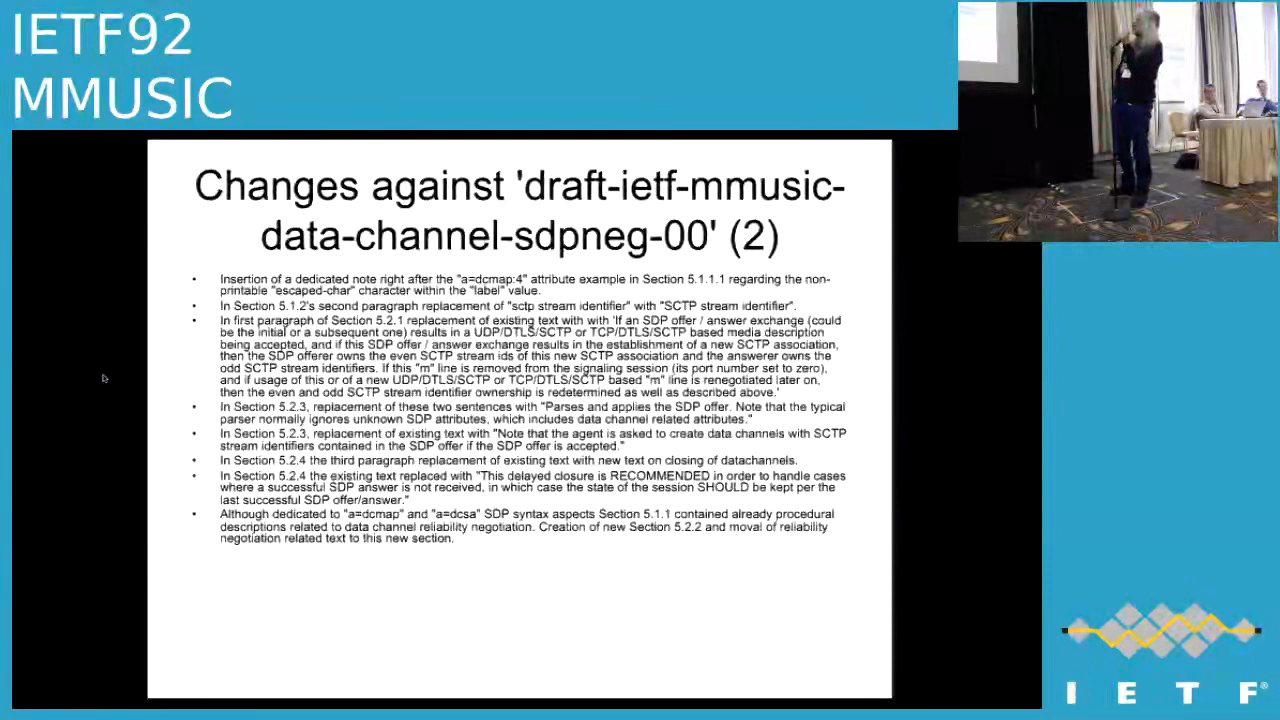 IETF92
MMUSIC
Changes against 'draft-ietf-mmusic-
data-channel-sdpneg-00' (2)
• Insertion of a dedicated note right after the "a=dcmap:4" attribute example in Section 5.1.1.1 regarding the non-
printable "escaped-char" character within the "label" value.
• In Section 5.1.2's second paragraph replacement of "sctp stream identifier" with "SCTP stream identifier".
• In first paragraph of Section 5.2.1 replacement of existing text with with 'If an SDP offer / answer exchange (could
be the initial or a subsequent one) results in a UDP/DTLS/SCTP or TCP/DTLS/SCTP based media description
being accepted, and if this SDP offer / answer exchange results in the establishment of a new SCTP association,
then the SDP offerer owns the even SCTP stream ids of this new SCTP association and the answerer owns the
odd SCTP stream identifiers. If this "m" line is removed from the signaling session (its port number set to zero),
and if usage of this or of a new UDP/DTLS/SCTP or TCP/DTLS/SCTP based "m" line is renegotiated later on,
then the even and odd SCTP stream identifier ownership is redetermined as well as described above.'
• In Section 5.2.3, replacement of these two sentences with "Parses and applies the SDP offer. Note that the typical
parser normally ignores unknown SDP attributes, which includes data channel related attributes."
• In Section 5.2.3, replacement of existing text with "Note that the agent is asked to create data channels with SCTP
stream identifiers contained in the SDP offer if the SDP offer is accepted."
• In Section 5.2.4 the third paragraph replacement of existing text with new text on closing of datachannels.
• In Section 5.2.4 the existing text replaced with "This delayed closure is RECOMMENDED in order to handle cases
where a successful SDP answer is not received, in which case the state of the session SHOULD be kept per the
last successful SDP offer/answer."
• Although dedicated to "a=dcmap" and "a=dcsa" SDP syntax aspects Section 5.1.1 contained already procedural
descriptions related to data channel reliability negotiation. Creation of new Section 5.2.2 and moval of reliability
negotiation related text to this new section.
I E T F®